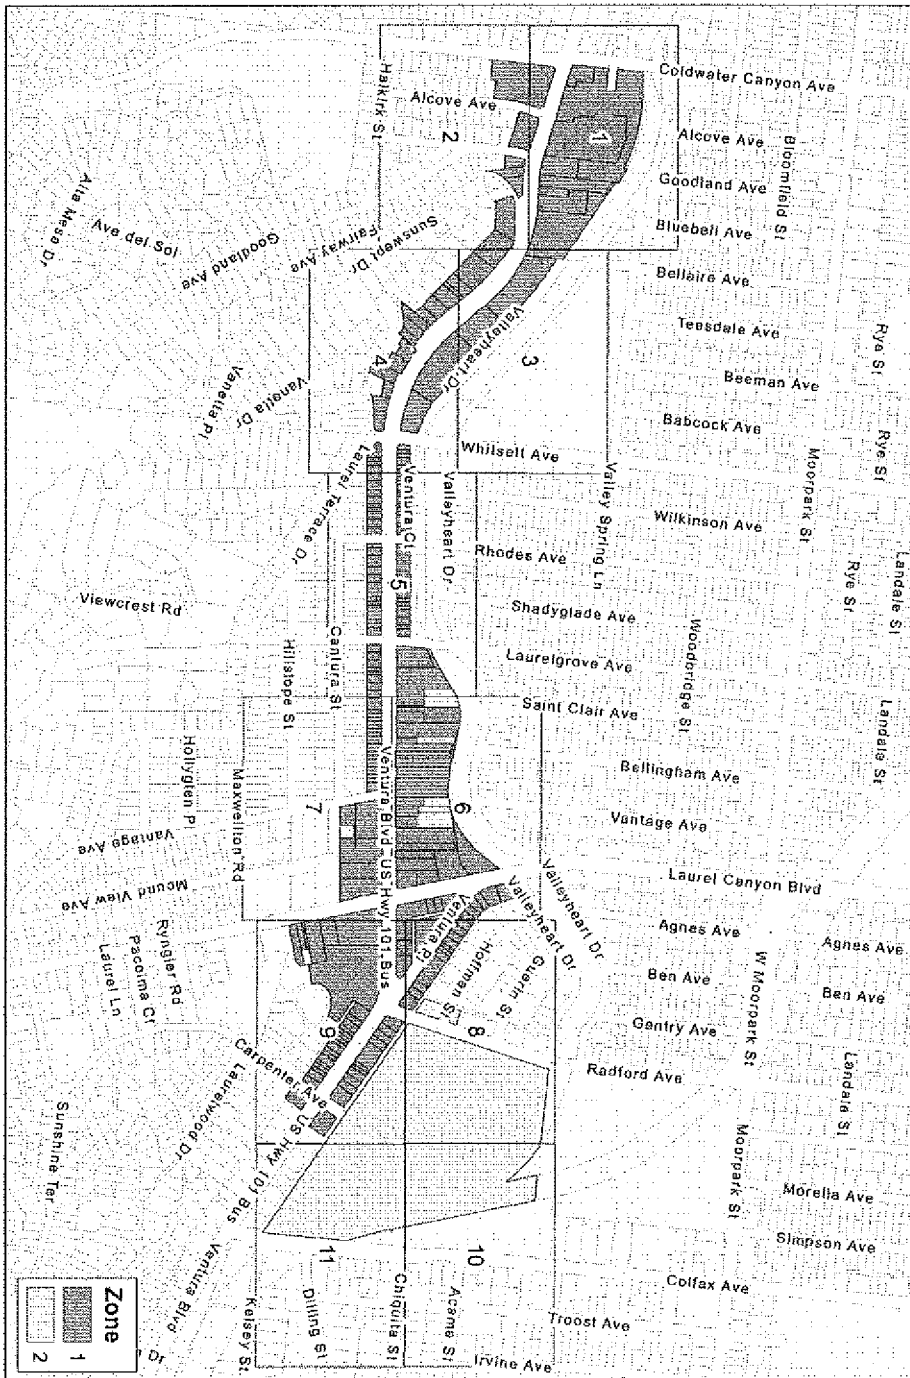 Coldwater Canyon Ave
Halkirk St
Alcove Ave
1
2
Alcove Ave
Bloomfield St
Goodland Ave
Bluebell Ave
Alta Mesa Dr
Ave del Sol
Goodland Ave
Fairway Ave
Sunswept Dr
Bellaire Ave
Teasdale Ave
Rye St
Valleyheart Dr
3
4
Beeman Ave
Vanetta Pl
Vanetta Dr
Babcock Ave
Whitsett Ave
Rye St
Moorpark St
Laurel Terrace Dr
Ventura Ct
Valleyheart Dr
Valley Spring Ln
Wilkinson Ave
Rhodes Ave
Landale St
Rye St
5
Viewcrest Rd
Shadyglade Ave
Hillslope St
Cantura St
Laurelgrove Ave
Woodbridge St
Saint Clair Ave
Landale St
Hollyglen Pl
Maxwellton Rd
Bellingham Ave
Ventura Blvd
US Hwy 101 Bus
6
7
Vantage Ave
Vantage Ave
Mound View Ave
Laurel Canyon Blvd
Valleyheart Dr
Valleyheart Dr
Ventura Pl
Agnes Ave
Agnes Ave
Ryngler Rd
Pacoima Ct
Laurel Ln
Hoffman St
Guerin St
Ben Ave
Ben Ave
W Moorpark St
8
9
Gentry Ave
Carpenter Ave
Radford Ave
Landale St
Laurelwood Dr
US Hwy 101 Bus
Sunshine Ter
Moorpark St
Morella Ave
Simpson Ave
10
11
Colfax Ave
Ventura Blvd
Kelsey St
Dilling St
Chiquita St
Acama St
Troost Ave
Irvine Ave
Dr
Zone
1
2